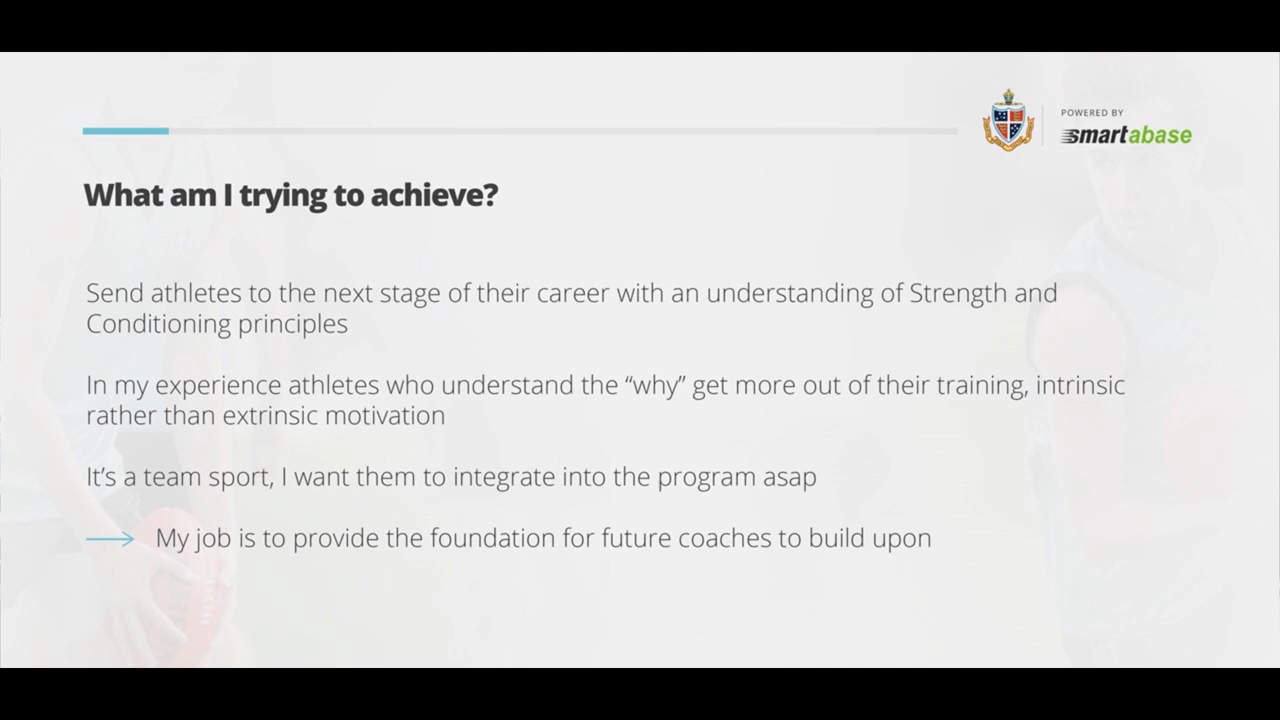 POWERED BY
smartabase
What am I trying to achieve?
Send athletes to the next stage of their career with an understanding of Strength and
Conditioning principles
In my experience athletes who understand the “why” get more out of their training, intrinsic
rather than extrinsic motivation
It’s a team sport, I want them to integrate into the program asap
My job is to provide the foundation for future coaches to build upon